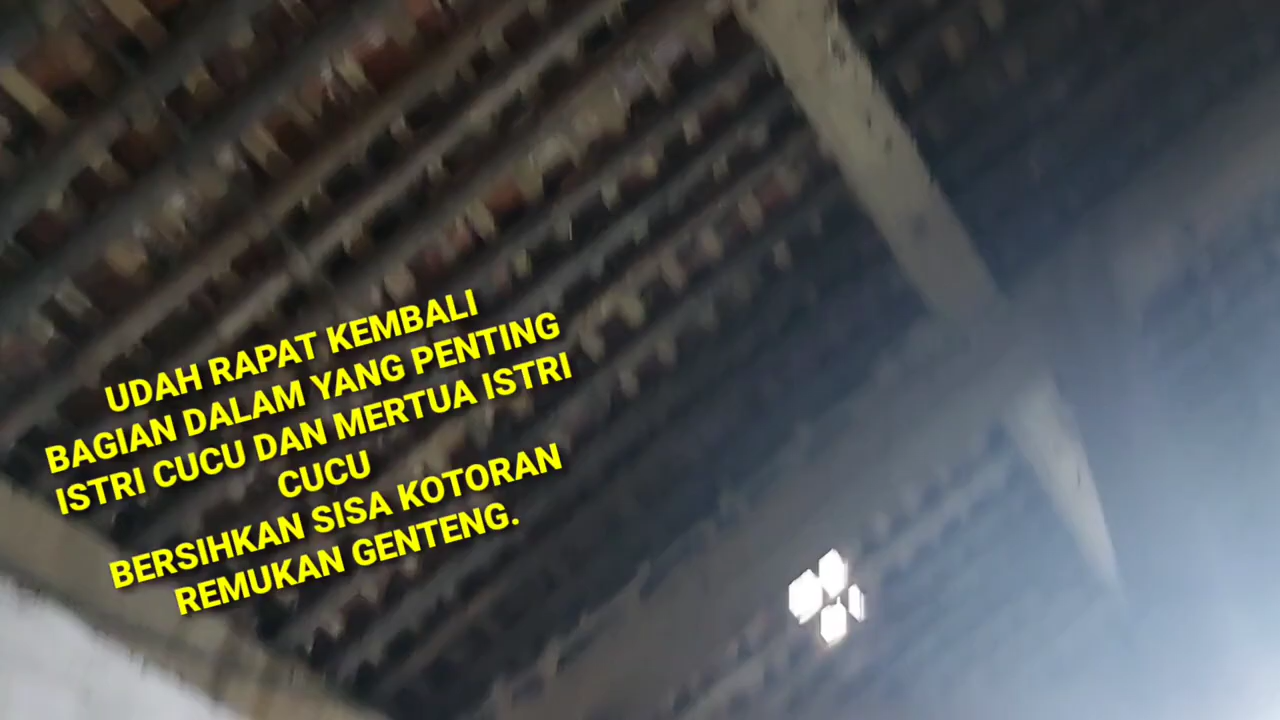 UDAH RAPAT KEMBALI
BAGIAN DALAM YANG PENTING
ISTRI CUCU DAN MERTUA ISTRI
CUCU
BERSIHKAN SISA KOTORAN
REMUKAN GENTENG.